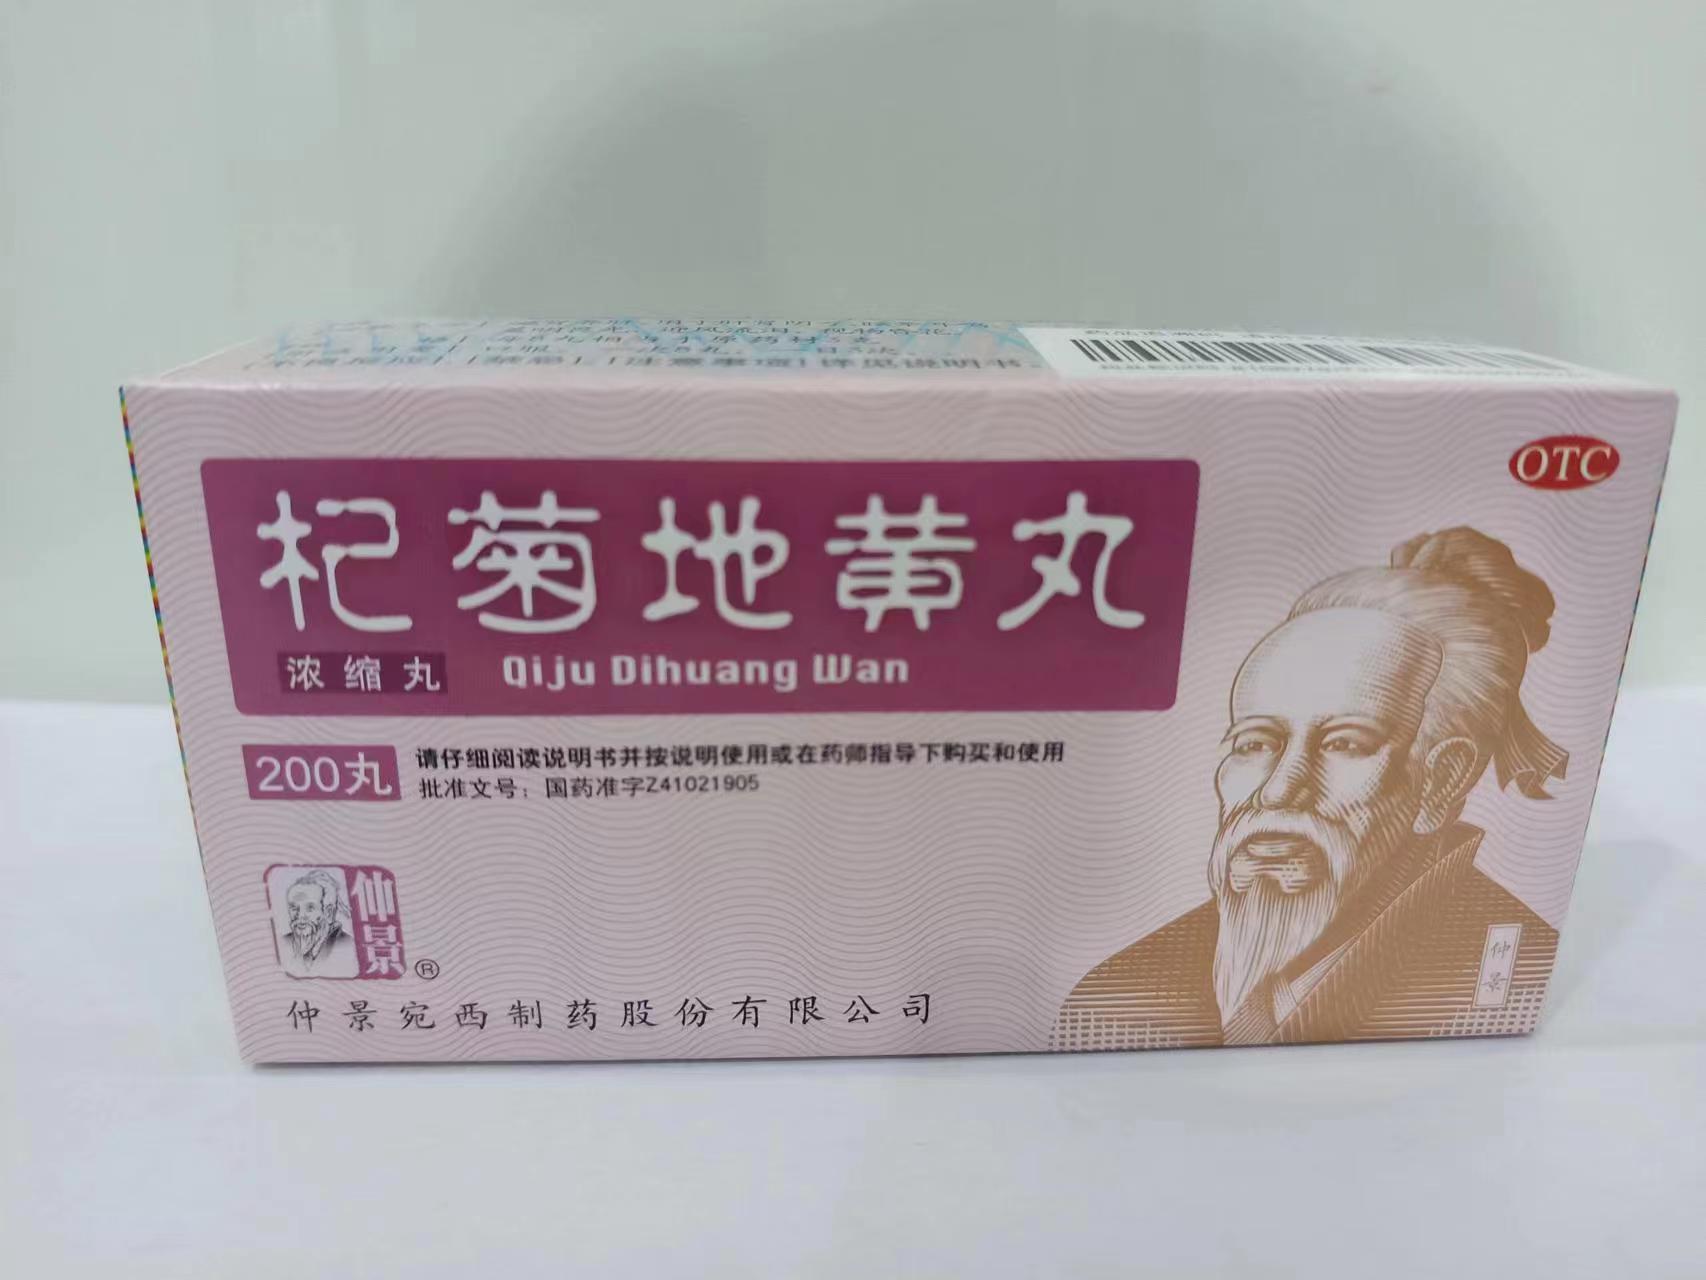 OTC
杞菊地黄丸
浓缩丸 Qiju Dihuang Wan
200丸
请仔细阅读说明书并按说明使用或在药师指导下购买和使用
批准文号：国药准字Z41021905
仲景®
仲景
仲景宛西制药股份有限公司